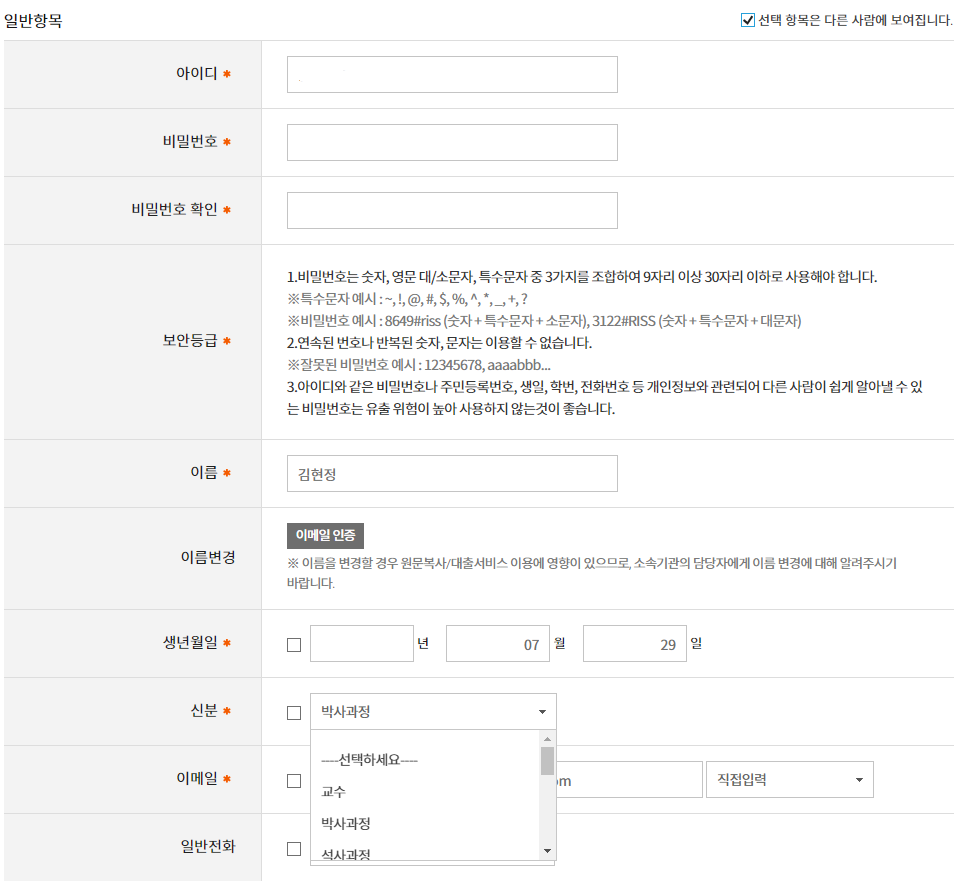 일반항목
선택 항목은 다른 사람에 보여집니다.
아이디 *
비밀번호 *
비밀번호 확인 *
보안등급 *
1.비밀번호는 숫자, 영문 대/소문자, 특수문자 중 3가지를 조합하여 9자리 이상 30자리 이하로 사용해야 합니다.
※특수문자 예시 : ~, !, @, #, $, %, ^, *, _, +, ?
※비밀번호 예시 : 8649#riss (숫자 + 특수문자 + 소문자), 3122#RISS (숫자 + 특수문자 + 대문자)
2.연속된 번호나 반복된 숫자, 문자는 이용할 수 없습니다.
※잘못된 비밀번호 예시 : 12345678, aaaabbb...
3.아이디와 같은 비밀번호나 주민등록번호, 생일, 학번, 전화번호 등 개인정보와 관련되어 다른 사람이 쉽게 알아낼 수 있
는 비밀번호는 유출 위험이 높아 사용하지 않는것이 좋습니다.
이름 *
김현정
이름변경
이메일 인증
※ 이름을 변경할 경우 원문복사/대출서비스 이용에 영향이 있으므로, 소속기관의 담당자에게 이름 변경에 대해 알려주시기
바랍니다.
생년월일 *
년 07 월 29 일
신분 *
박사과정
----선택하세요----
교수
박사과정
석사과정
이메일 *
om
직접입력
일반전화